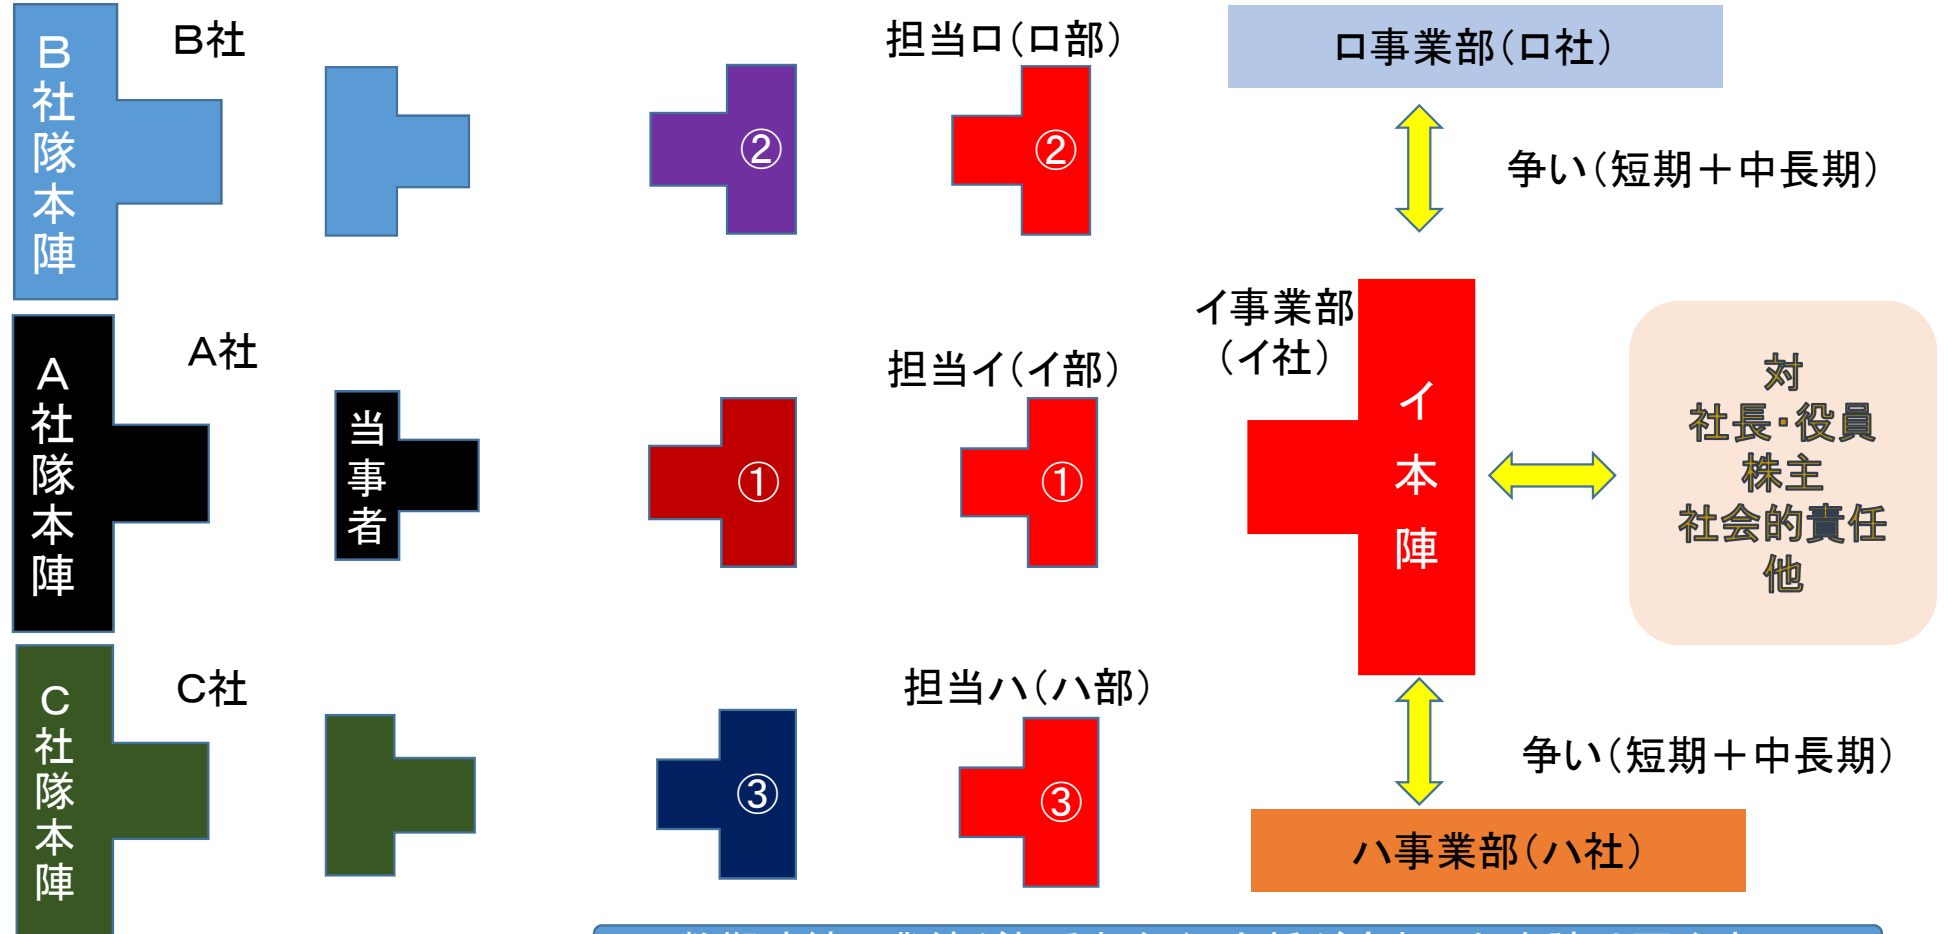 B社隊本陣
B社
②
担当ロ(ロ部)
②
ロ事業部(ロ社)
争い(短期+中長期)
A社隊本陣
A社
当事者
①
担当イ(イ部)
①
イ事業部
(イ社)
イ本陣
対
社長・役員
株主
社会的責任
他
C社隊本陣
C社
③
担当ハ(ハ部)
③
争い(短期+中長期)
ハ事業部(ハ社)